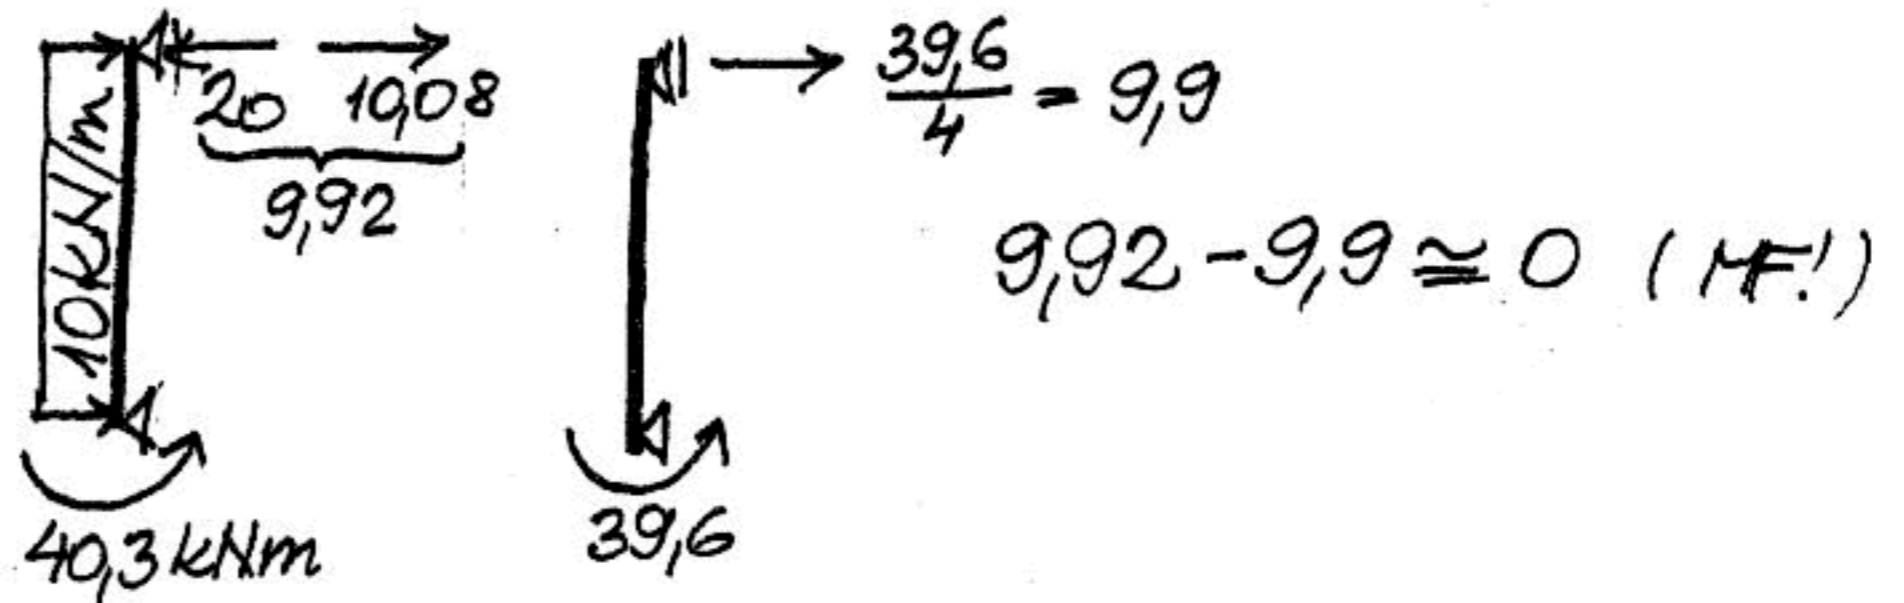 10kN/m
20 10,08
9,92
40,3 kNm
39,6
39,6/4 = 9,9
9,92 - 9,9 ≅ 0 ( MF! )